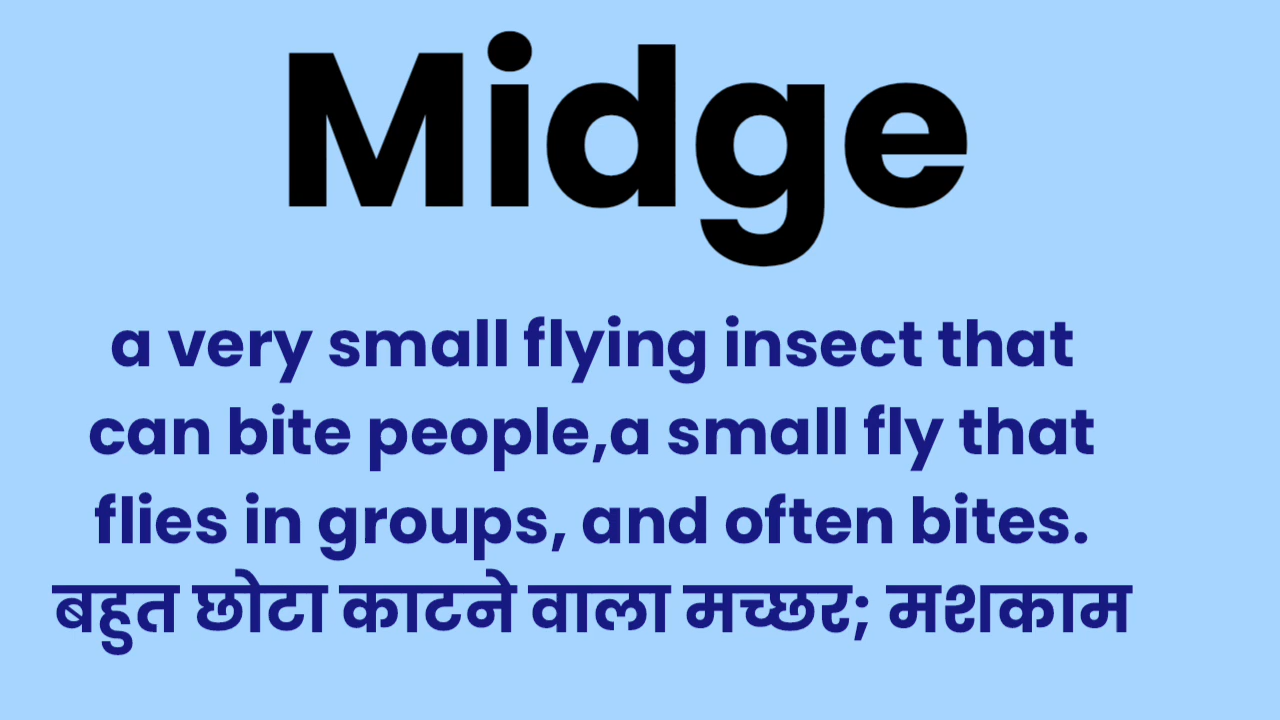 Midge
a very small flying insect that
can bite people,a small fly that
flies in groups, and often bites.
बहुत छोटा काटने वाला मच्छर; मशकाम